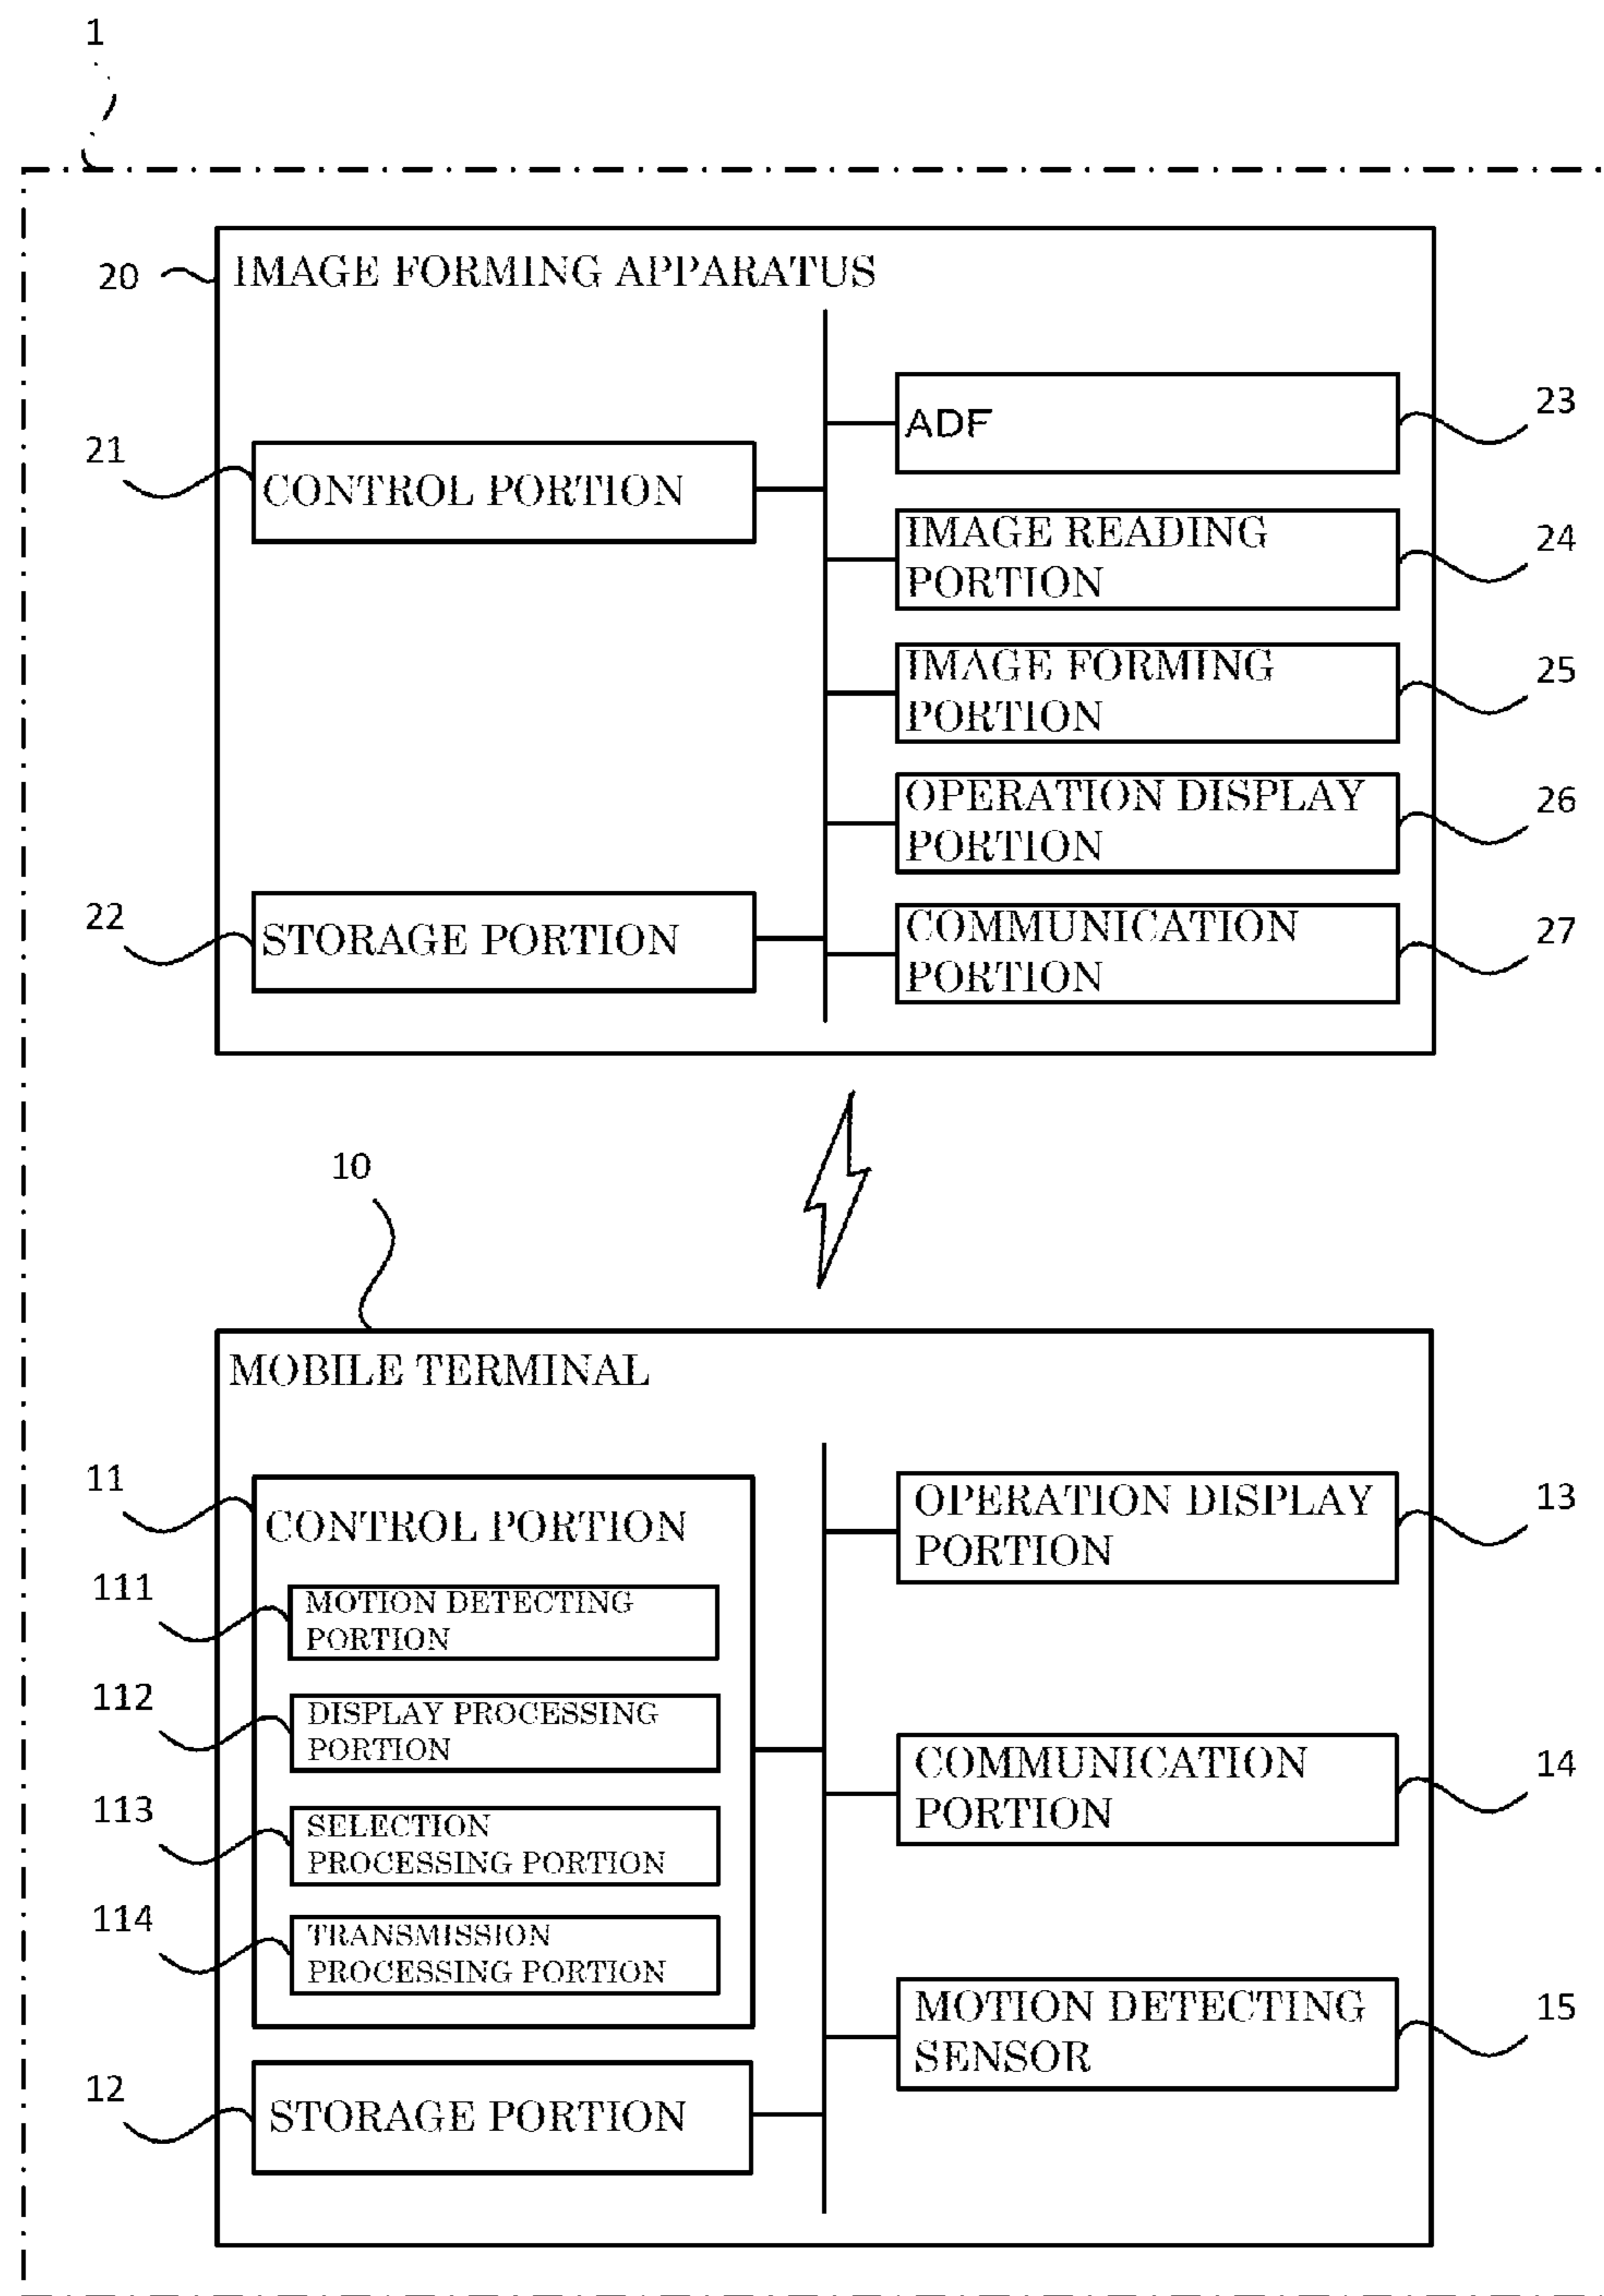 1
20
IMAGE FORMING APPARATUS
ADF
23
21
CONTROL PORTION
IMAGE READING
PORTION
24
IMAGE FORMING
PORTION
25
OPERATION DISPLAY
PORTION
26
22
STORAGE PORTION
COMMUNICATION
PORTION
27
10
MOBILE TERMINAL
11
CONTROL PORTION
OPERATION DISPLAY
PORTION
13
111
MOTION DETECTING
PORTION
112
DISPLAY PROCESSING
PORTION
COMMUNICATION
PORTION
14
113
SELECTION
PROCESSING PORTION
114
TRANSMISSION
PROCESSING PORTION
MOTION DETECTING
SENSOR
15
12
STORAGE PORTION